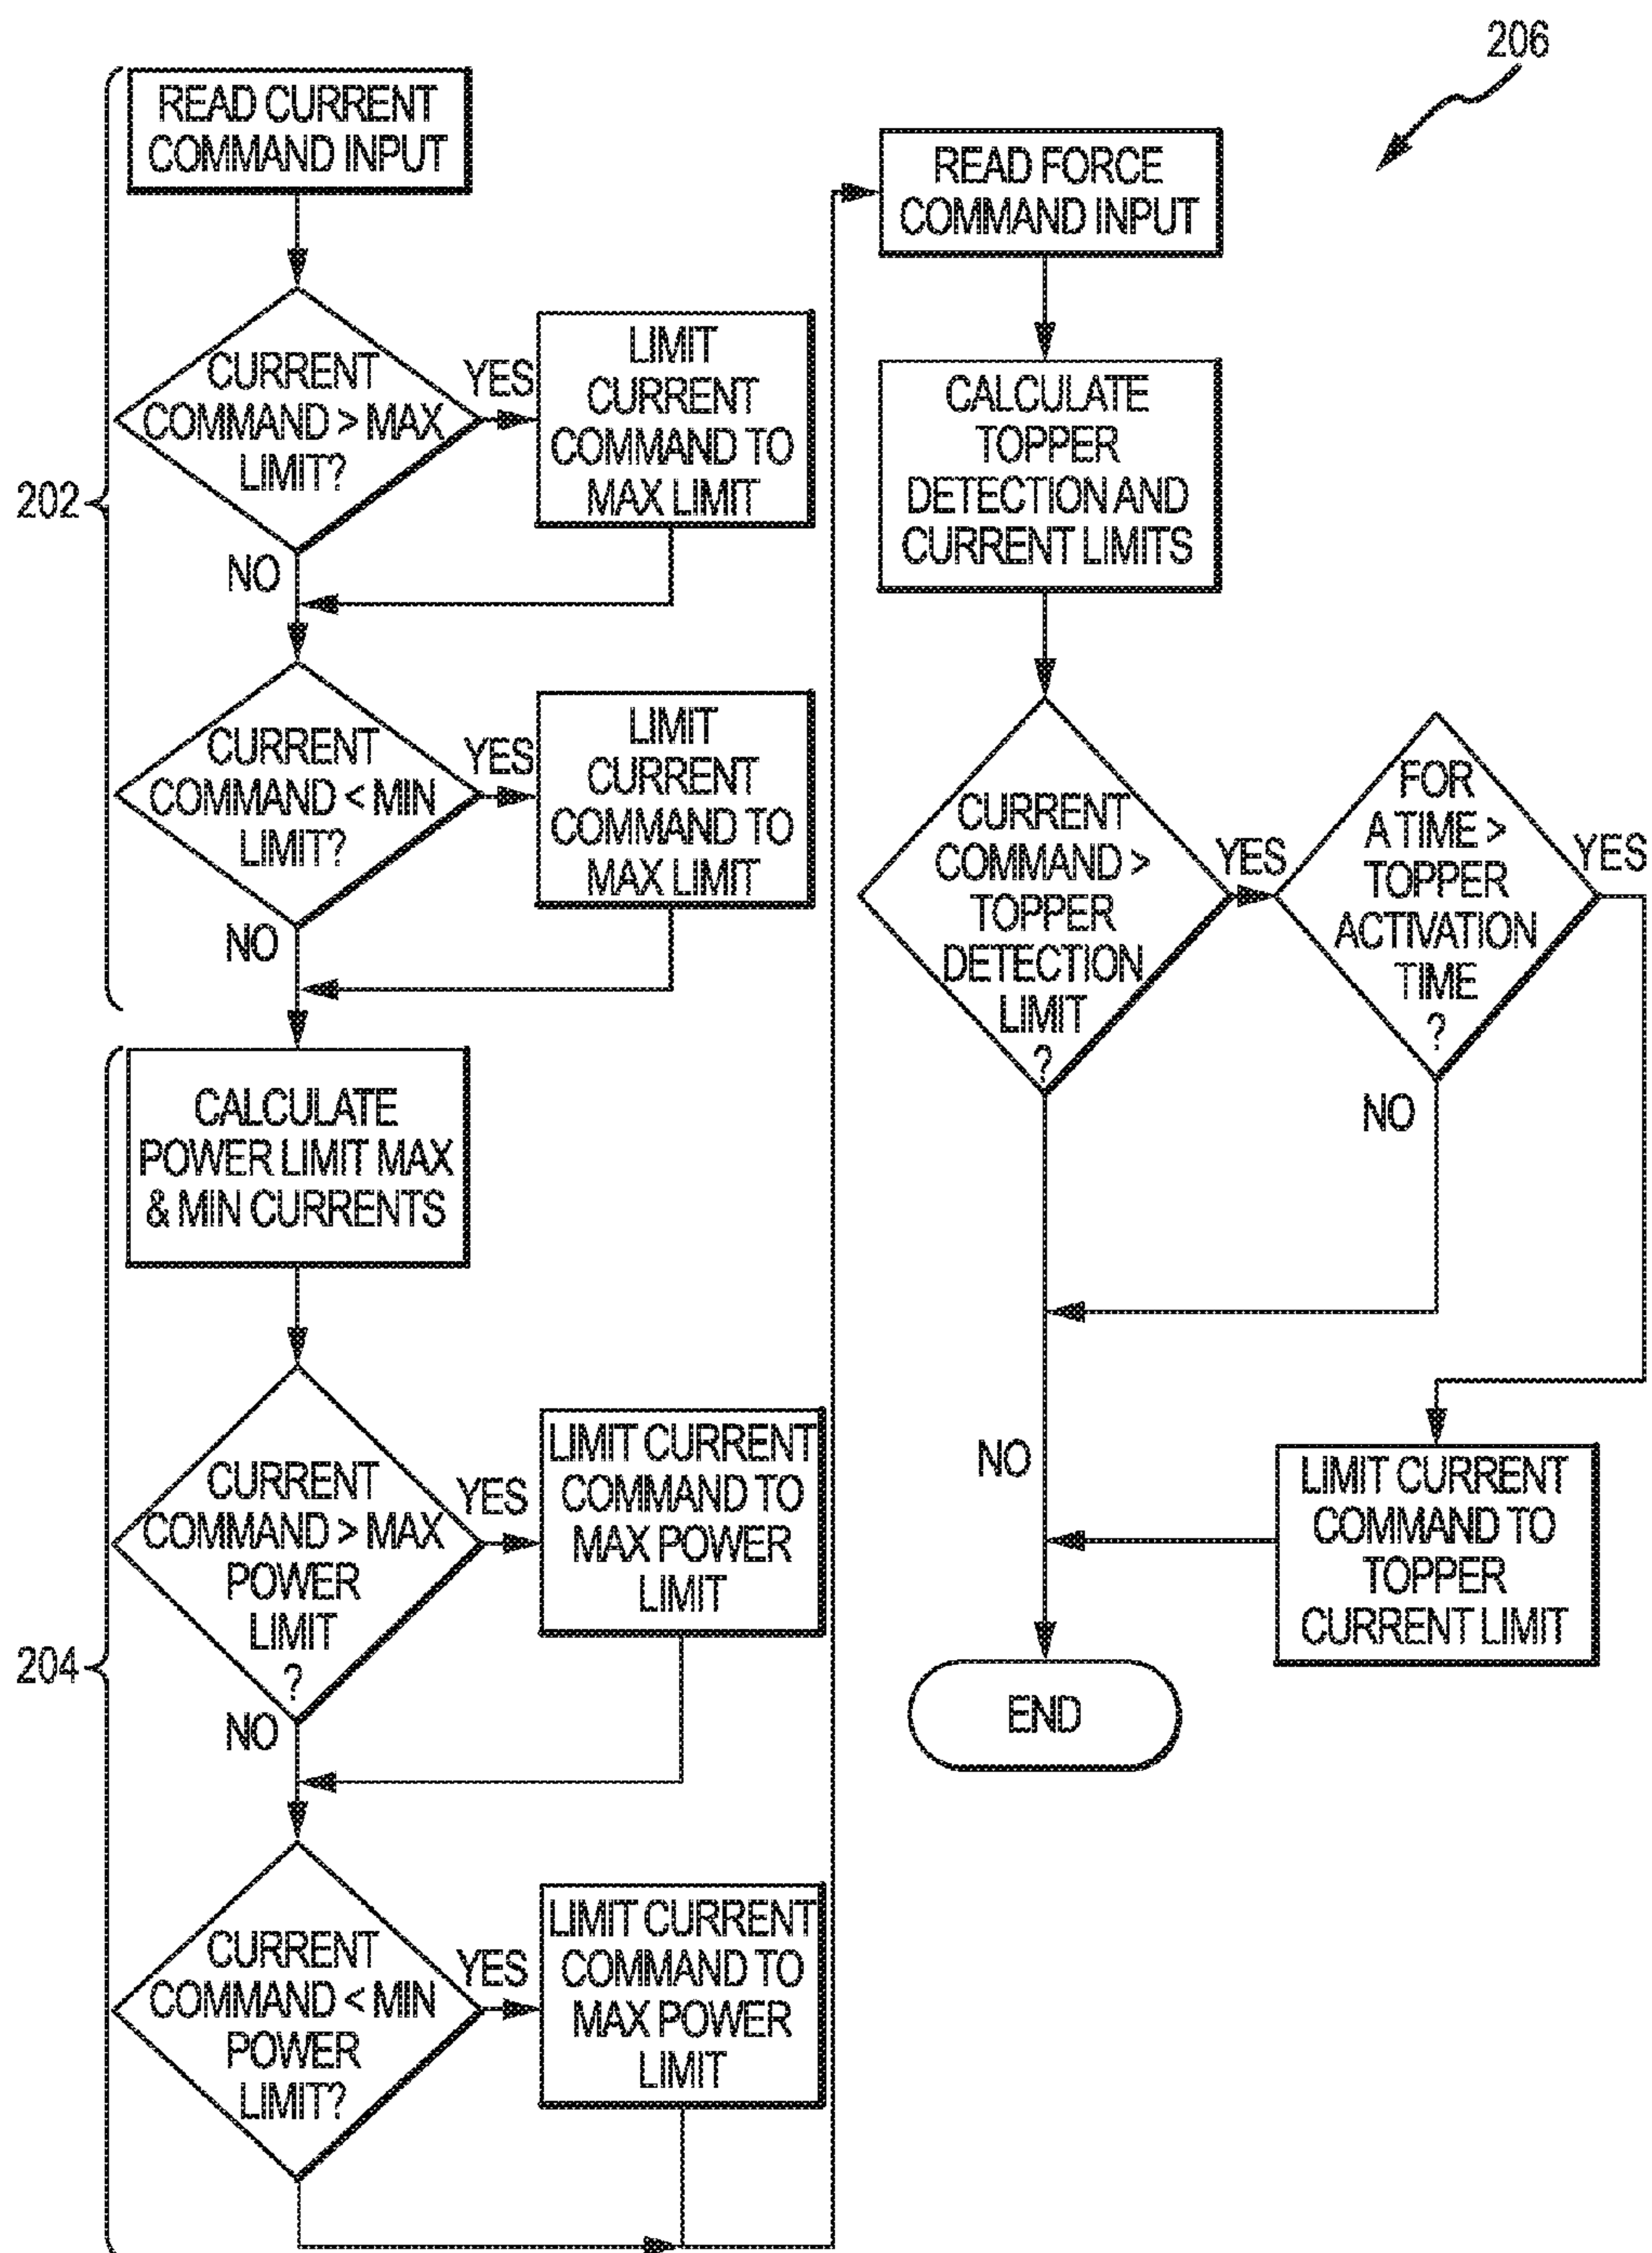 206
READ CURRENT
COMMAND INPUT
CURRENT
COMMAND > MAX
LIMIT?
YES
LIMIT
CURRENT
COMMAND TO
MAX LIMIT
NO
202
CURRENT
COMMAND < MIN
LIMIT?
YES
LIMIT
CURRENT
COMMAND TO
MAX LIMIT
NO
CALCULATE
POWER LIMIT MAX
& MIN CURRENTS
CURRENT
COMMAND > MAX
POWER
LIMIT
?
YES
LIMIT CURRENT
COMMAND TO
MAX POWER
LIMIT
NO
204
CURRENT
COMMAND < MIN
POWER
LIMIT?
YES
LIMIT CURRENT
COMMAND TO
MAX POWER
LIMIT
READ FORCE
COMMAND INPUT
CALCULATE
TOPPER
DETECTION AND
CURRENT LIMITS
CURRENT
COMMAND >
TOPPER
DETECTION
LIMIT
?
YES
FOR
A TIME >
TOPPER
ACTIVATION
TIME
?
YES
NO
NO
LIMIT CURRENT
COMMAND TO
TOPPER
CURRENT LIMIT
END